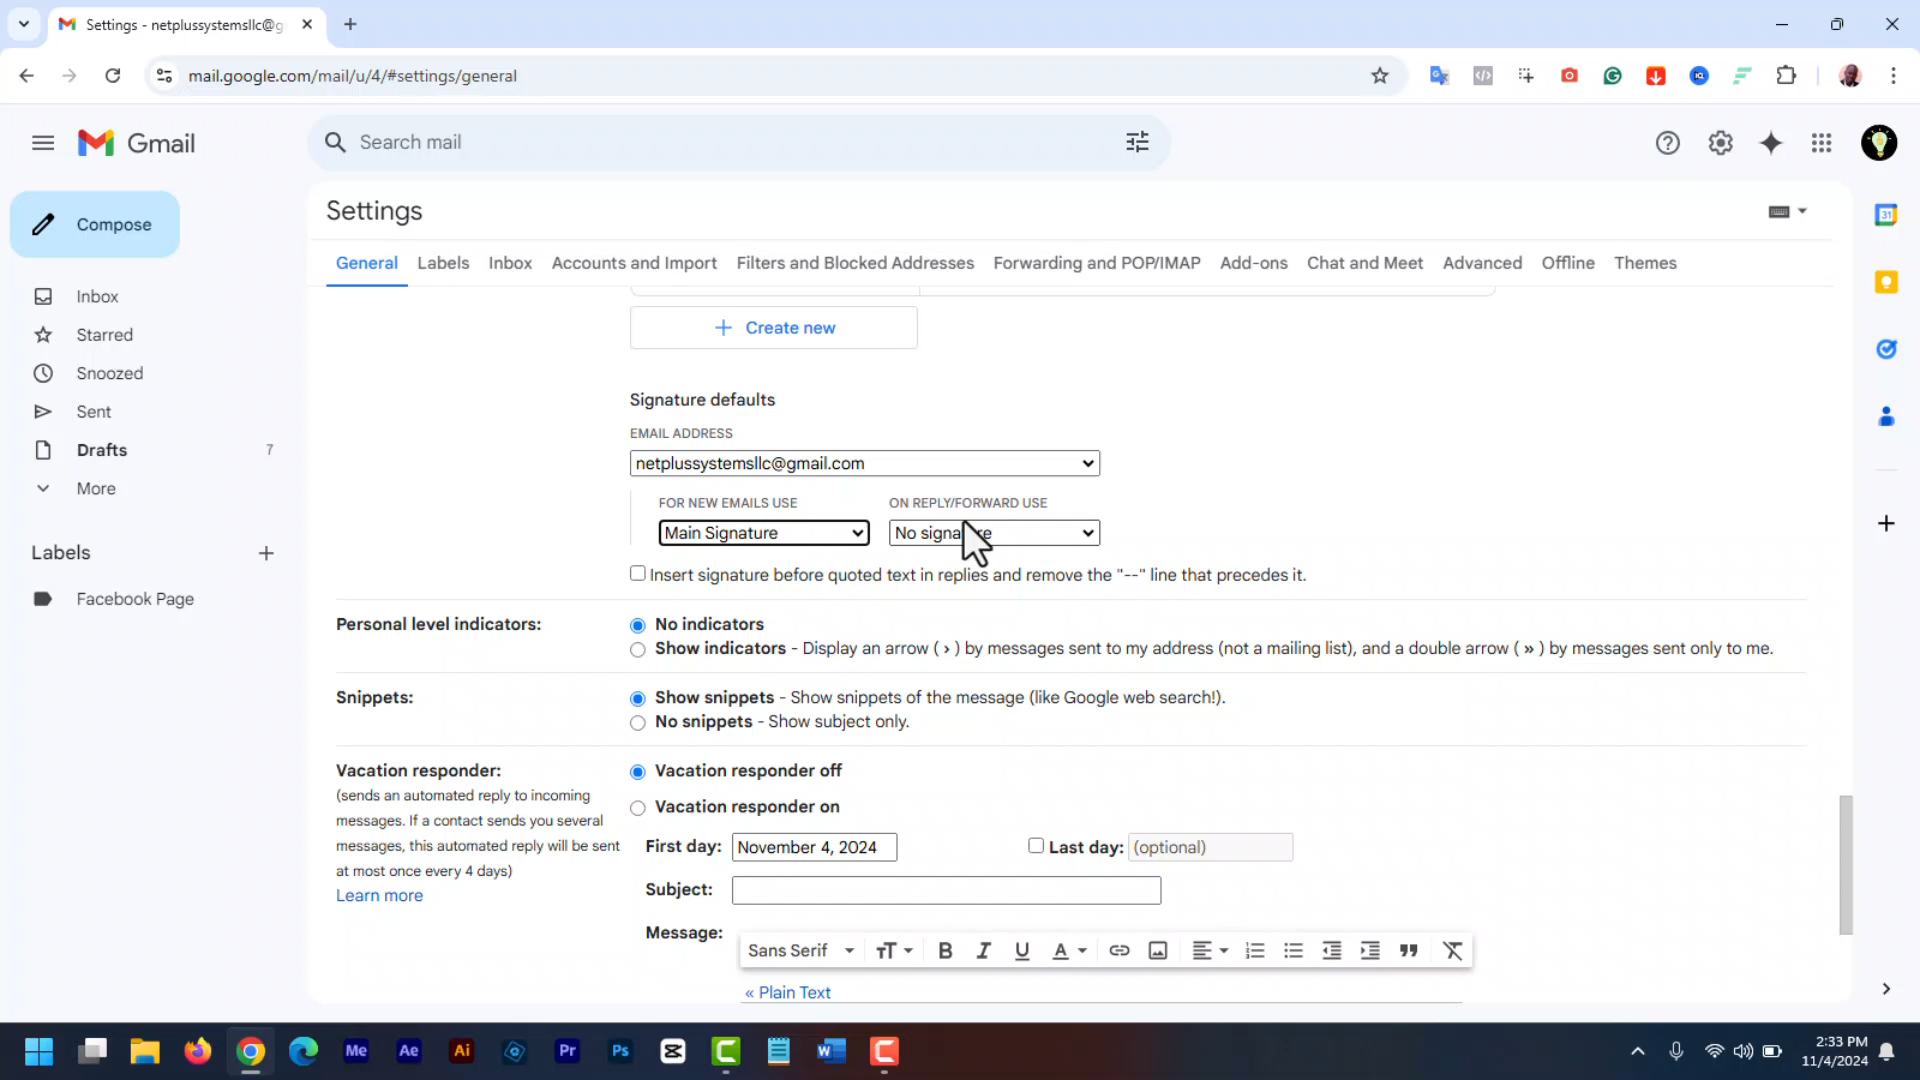 Settings - netplussystemsllc@g
mail.google.com/mail/u/4/#settings/general
Gmail
Search mail
Compose
Inbox
Starred
Snoozed
Sent
Drafts 7
More
Labels
Facebook Page
Settings
General Labels Inbox Accounts and Import Filters and Blocked Addresses Forwarding and POP/IMAP Add-ons Chat and Meet Advanced Offline Themes
Create new
Signature defaults
EMAIL ADDRESS
netplussystemsllc@gmail.com
FOR NEW EMAILS USE ON REPLY/FORWARD USE
Main Signature No signature
Insert signature before quoted text in replies and remove the "--" line that precedes it.
Personal level indicators: No indicators
Show indicators - Display an arrow ( › ) by messages sent to my address (not a mailing list), and a double arrow ( » ) by messages sent only to me.
Snippets: Show snippets - Show snippets of the message (like Google web search!).
No snippets - Show subject only.
Vacation responder:
(sends an automated reply to incoming
messages. If a contact sends you several
messages, this automated reply will be sent
at most once every 4 days)
Learn more
Vacation responder off
Vacation responder on
First day: November 4, 2024 Last day: (optional)
Subject:
Message:
Sans Serif
« Plain Text
31
Me Ae Ai Pr Ps
2:33 PM
11/4/2024